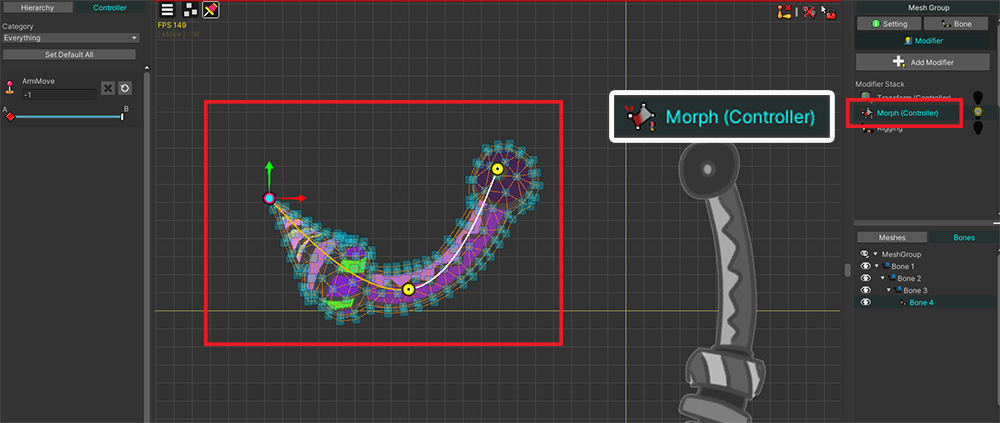 Hierarchy
Controller
Category
Everything
Set Default All
ArmMove
-1
A
B
FPS 149
[ Move ] - W
Morph (Controller)
Mesh Group
Setting
Bone
Modifier
Add Modifier
Modifier Stack
Transform (Controller)
Morph (Controller)
Rigging
Meshes
Bones
MeshGroup
Bone 1
Bone 2
Bone 3
Bone 4